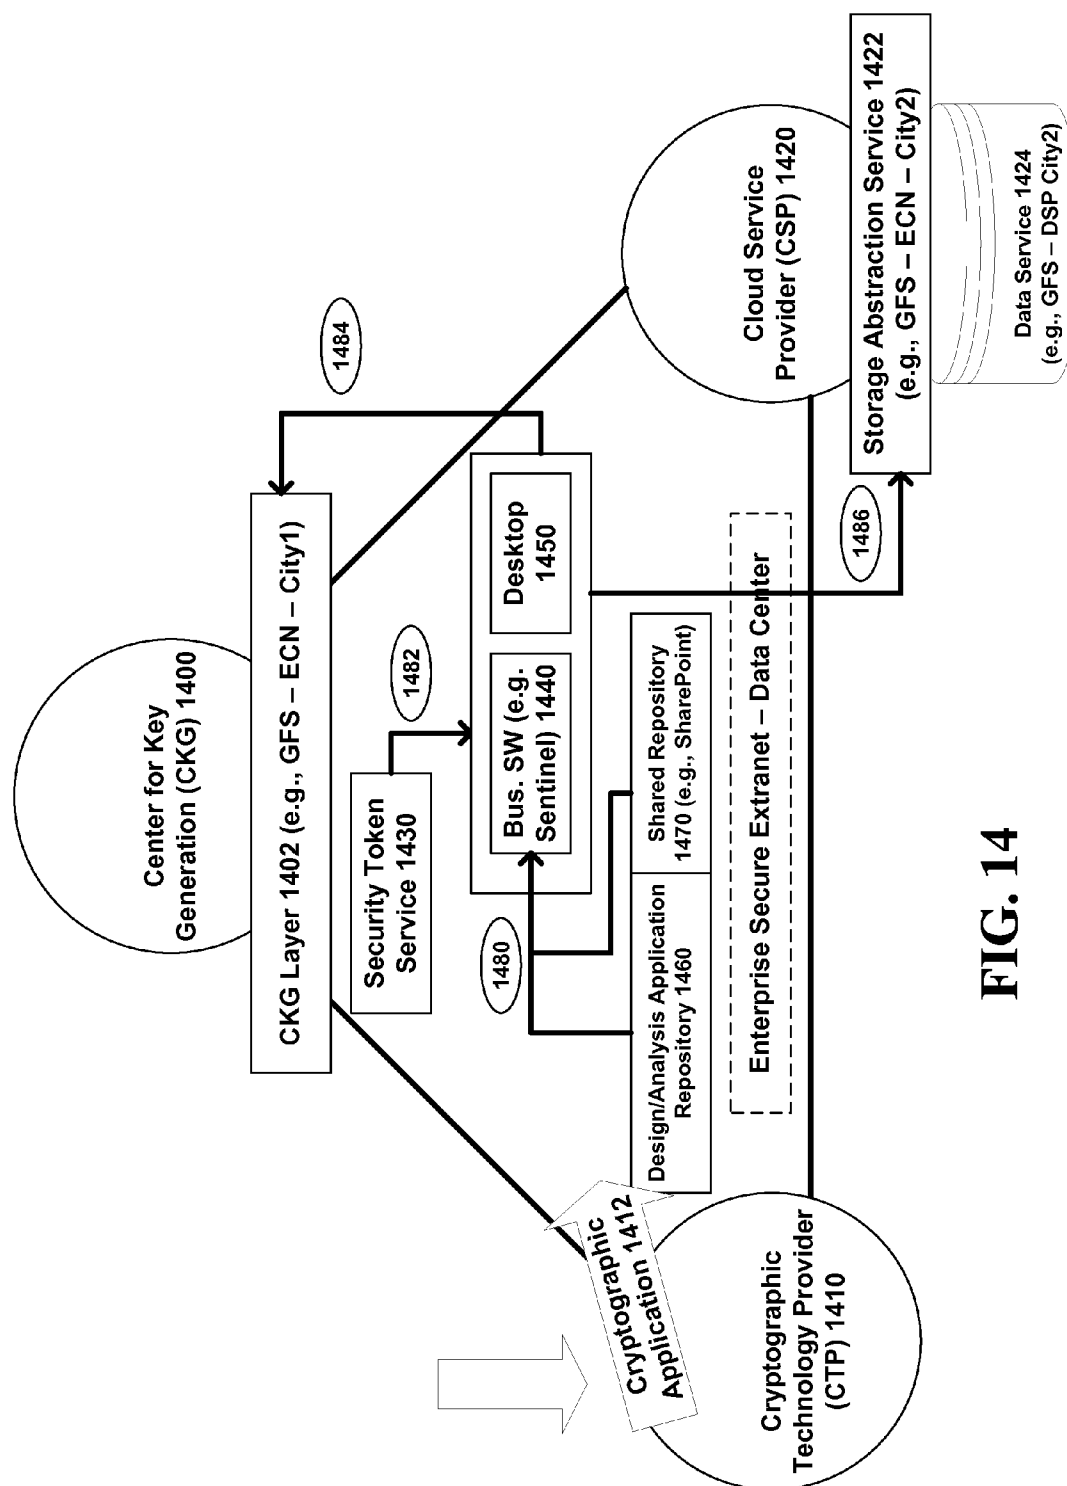 Center for Key
Generation (CKG) 1400
CKG Layer 1402 (e.g., GFS – ECN – City1)
1484
Security Token
Service 1430
1482
Bus. SW (e.g.
Sentinel) 1440
Desktop
1450
1480
Design/Analysis Application
Repository 1460
Shared Repository
1470 (e.g., SharePoint)
Enterprise Secure Extranet – Data Center
1486
Cryptographic
Application 1412
Cryptographic
Technology Provider
(CTP) 1410
Cloud Service
Provider (CSP) 1420
Storage Abstraction Service 1422
(e.g., GFS – ECN – City2)
Data Service 1424
(e.g., GFS – DSP City2)
FIG. 14